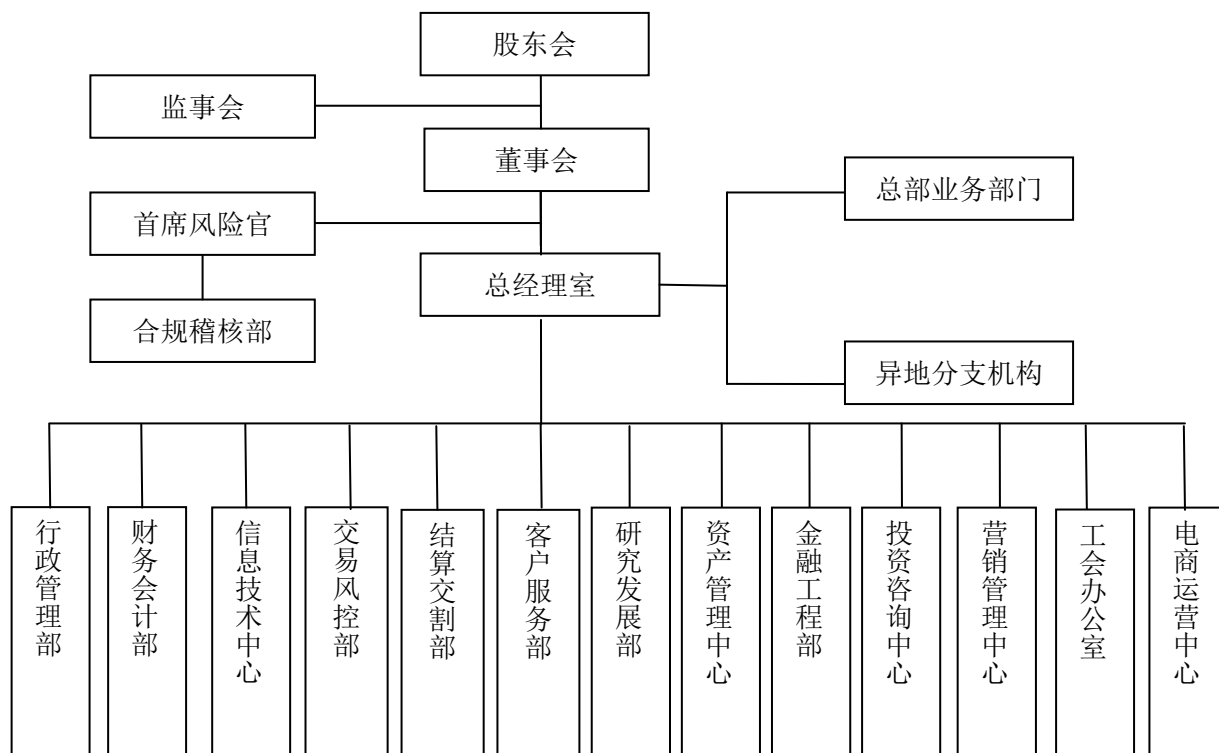 股东会
监事会
董事会
总部业务部门
首席风险官
总经理室
合规稽核部
异地分支机构
行政管理部
财务会计部
信息技术中心
交易风控部
结算交割部
客户服务部
研究发展部
资产管理中心
金融工程部
投资咨询中心
营销管理中心
工会办公室
电商运营中心